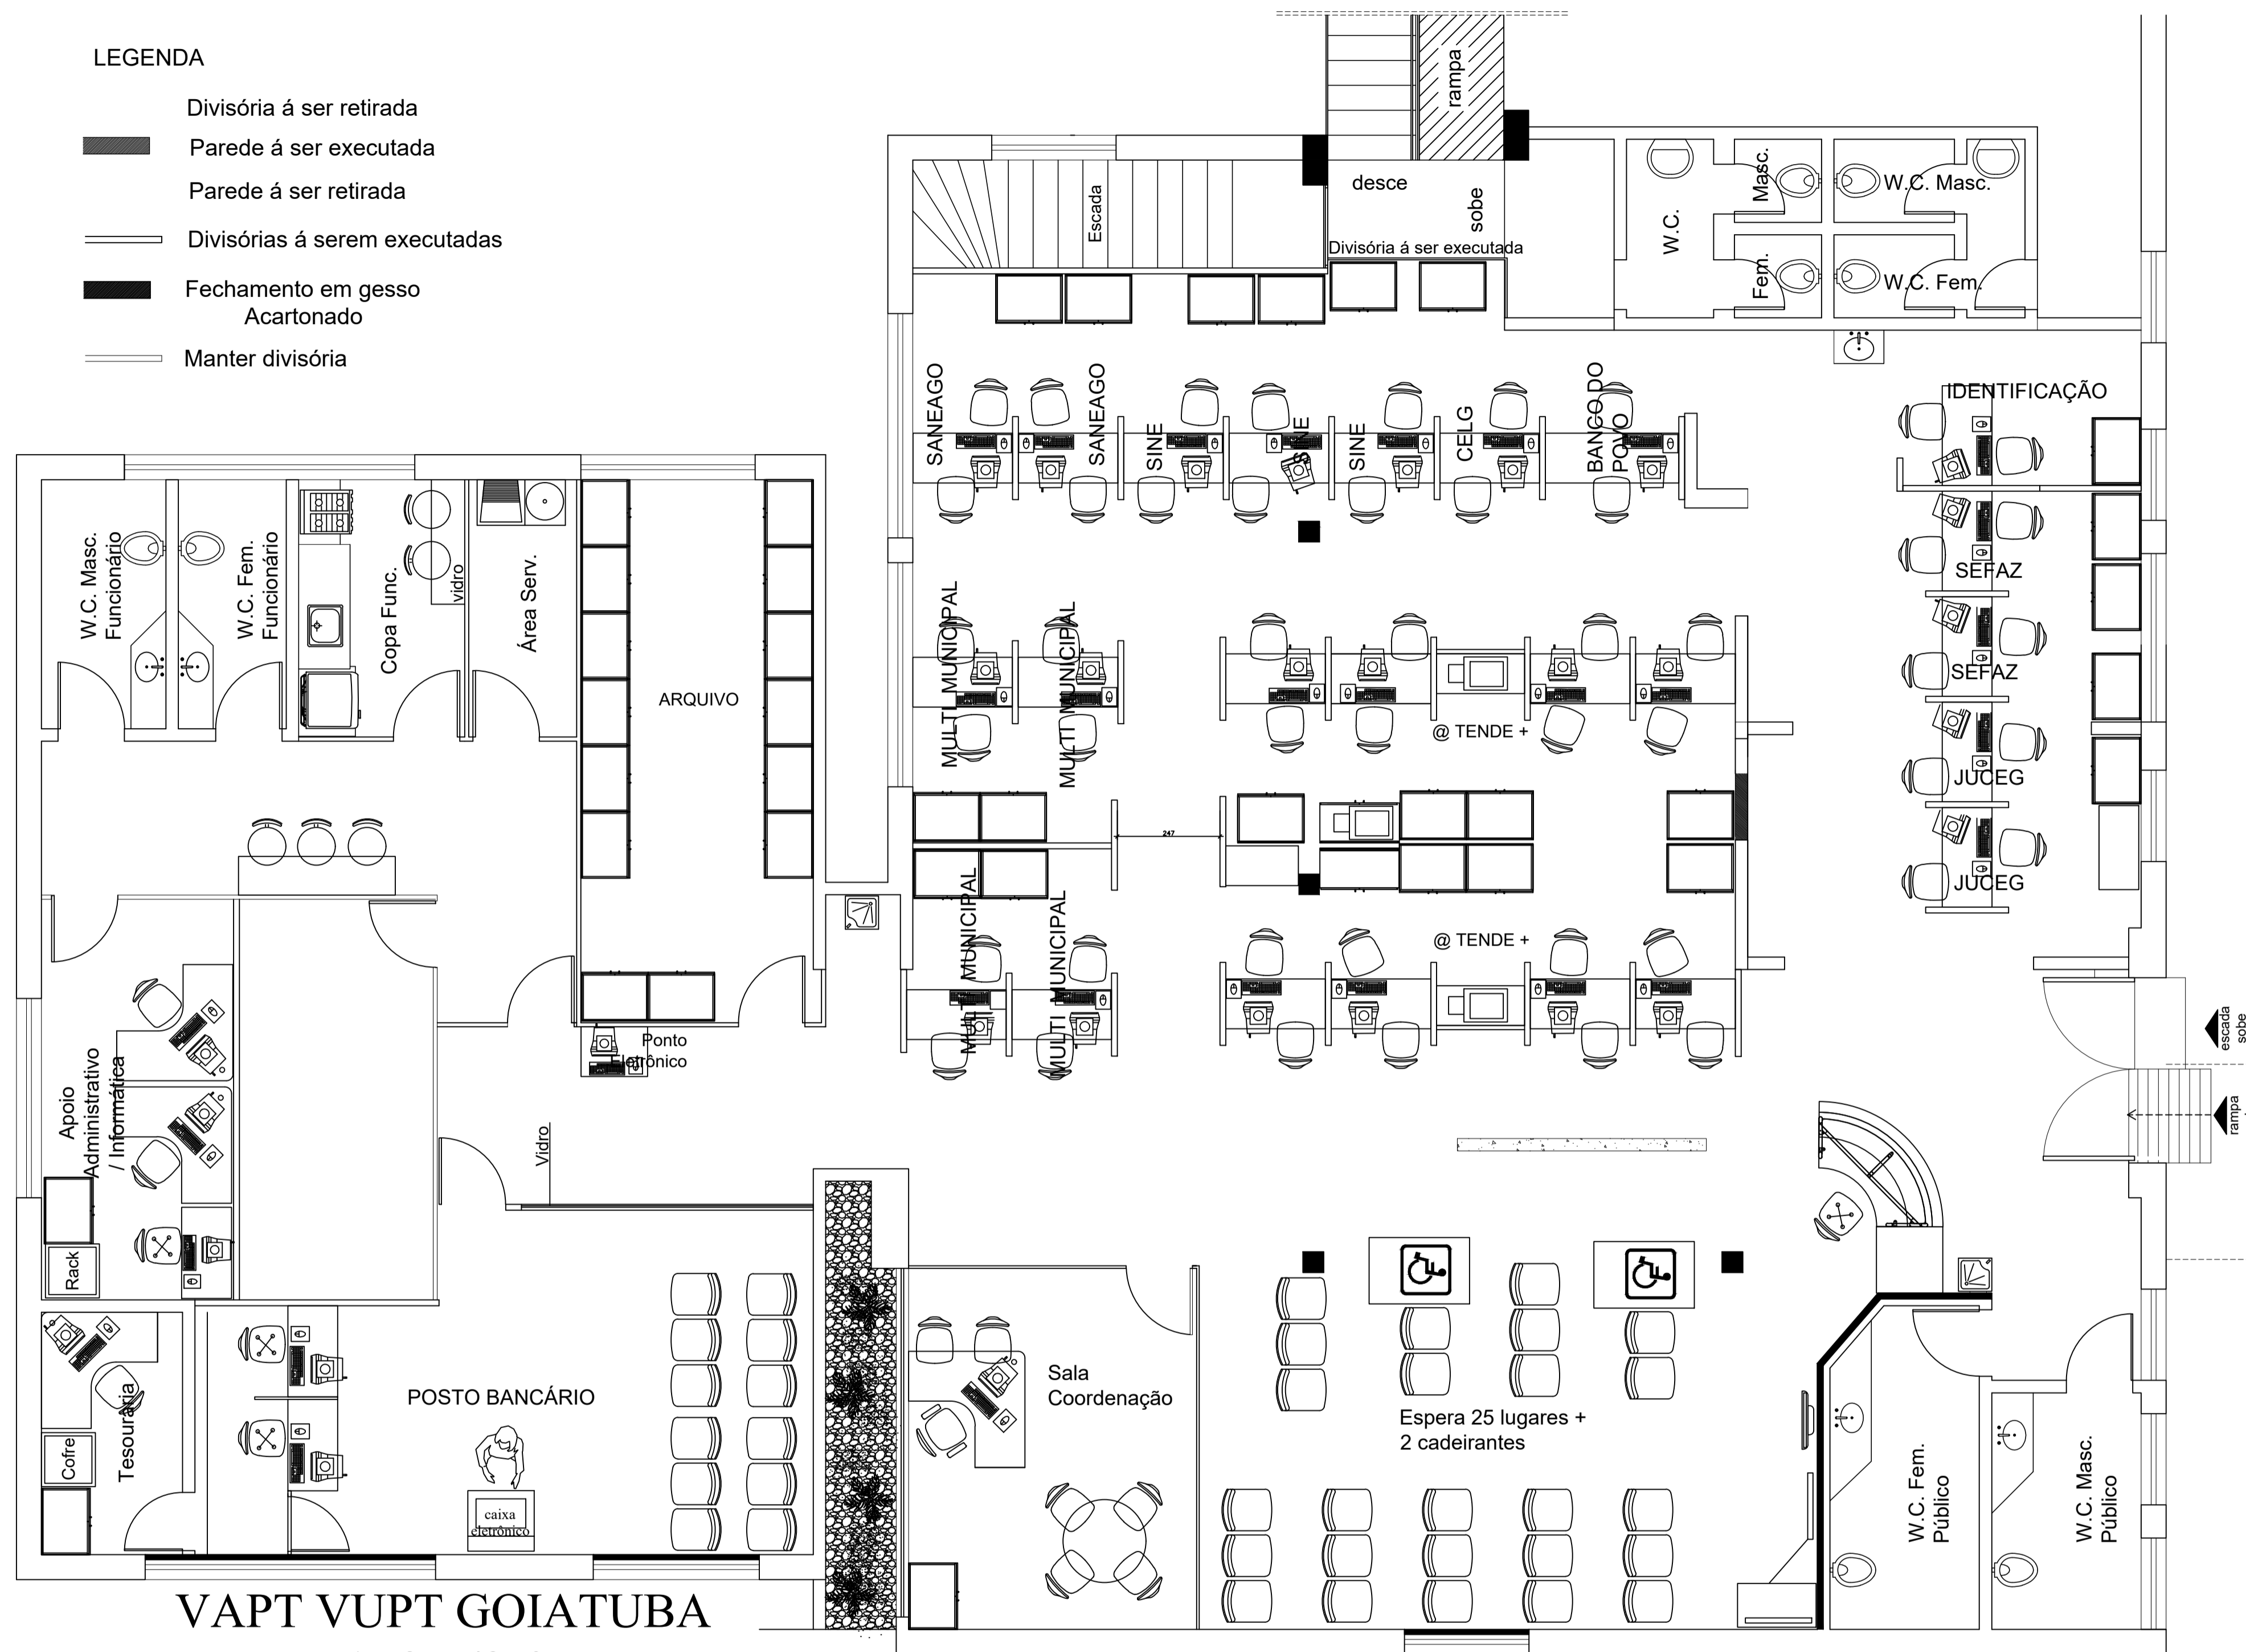 LEGENDA
Divisória á ser retirada
Parede á ser executada
Parede á ser retirada
Divisórias á serem executadas
Fechamento em gesso
Acartonado
Manter divisória
rampa
desce
sobe
Escada
Divisória á ser executada
W.C.
Masc.
Fem.
W.C. Masc.
W.C. Fem.
SANEAGO
SANEAGO
SINE
SINE
SINE
CELG
BANCO DO
POVO
IDENTIFICAÇÃO
SEFAZ
SEFAZ
JUCEG
JUCEG
W.C. Masc.
Funcionário
W.C. Fem.
Funcionário
Copa Func.
vidro
Área Serv.
ARQUIVO
MULTI MUNICIPAL
MULTI MUNICIPAL
@ TENDE +
247
MULTI MUNICIPAL
MULTI MUNICIPAL
@ TENDE +
Ponto
Eletrônico
Apoio
Administrativo
/ Informática
Vidro
escada
sobe
rampa
Rack
Cofre
Tesouraria
POSTO BANCÁRIO
caixa
eletrônico
Sala
Coordenação
Espera 25 lugares +
2 cadeirantes
W.C. Fem.
Público
W.C. Masc.
Público
VAPT VUPT GOIATUBA